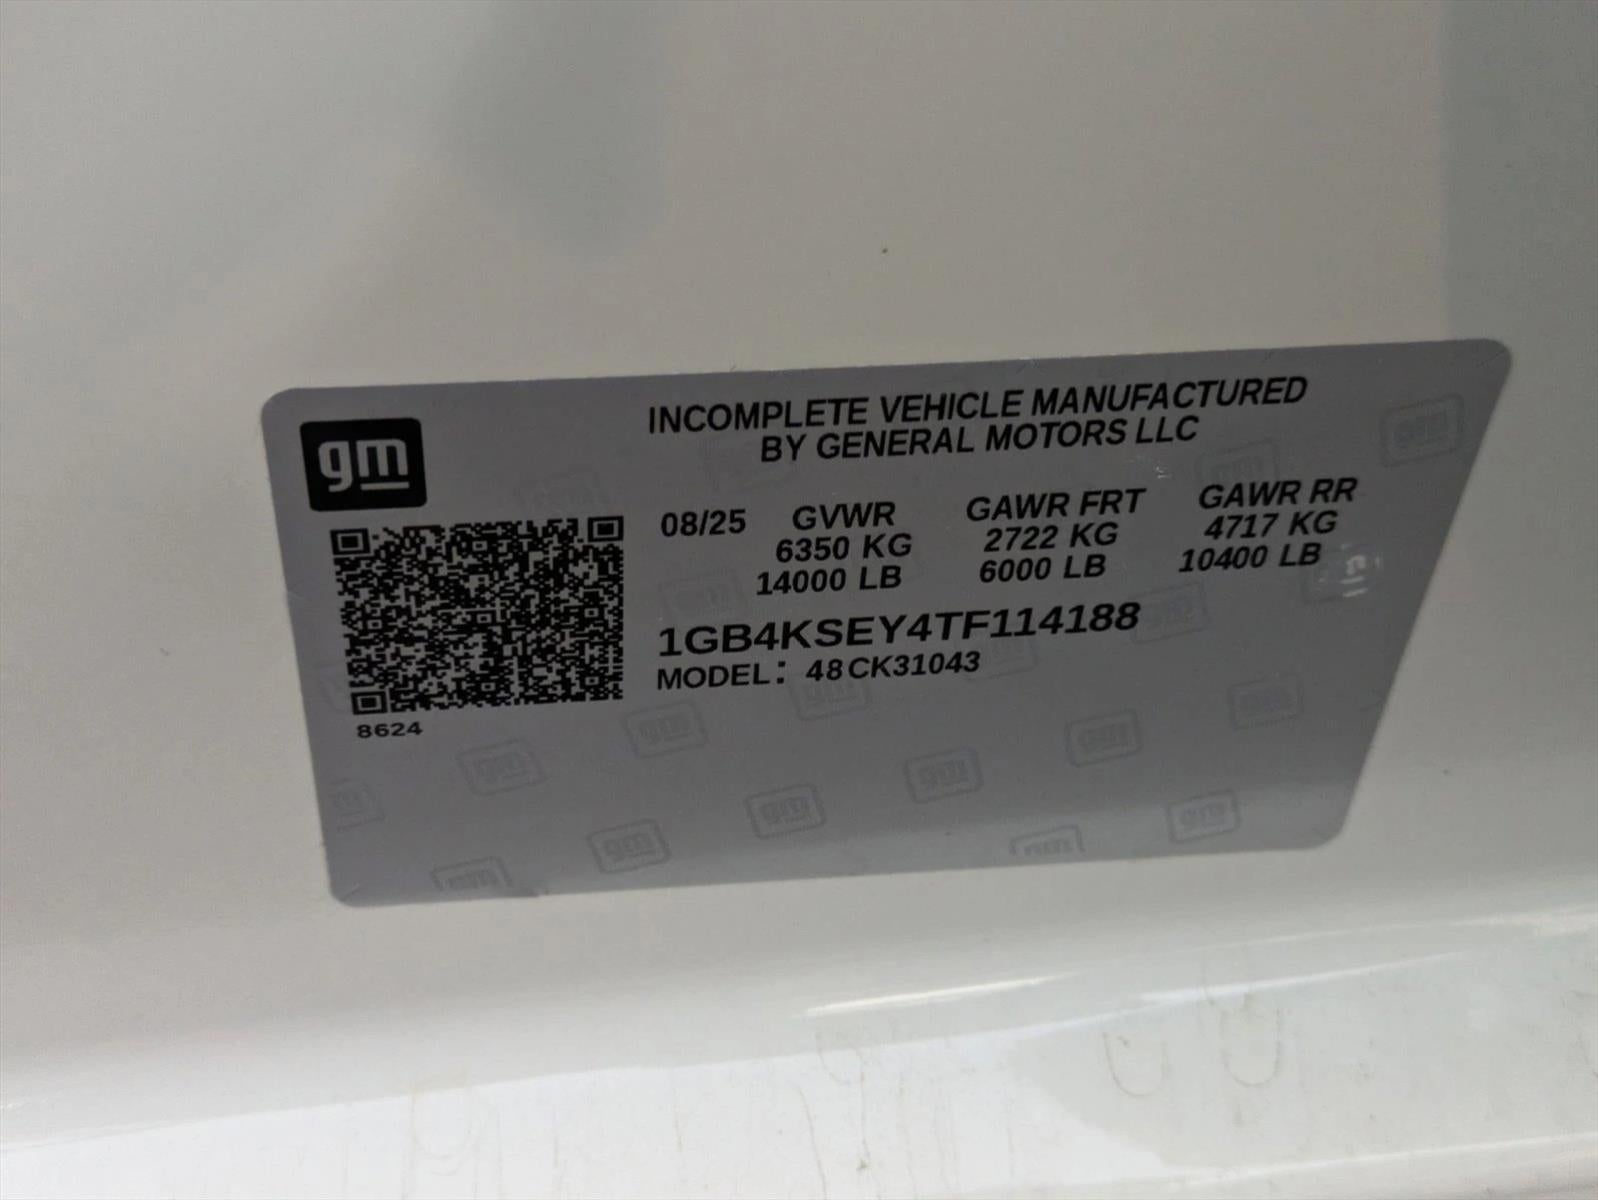 gm
INCOMPLETE VEHICLE MANUFACTURED
BY GENERAL MOTORS LLC
08/25 GVWR GAWR FRT GAWR RR
6350 KG 2722 KG 4717 KG
14000 LB 6000 LB 10400 LB
1GB4KSEY4TF114188
MODEL: 48CK31043
8624